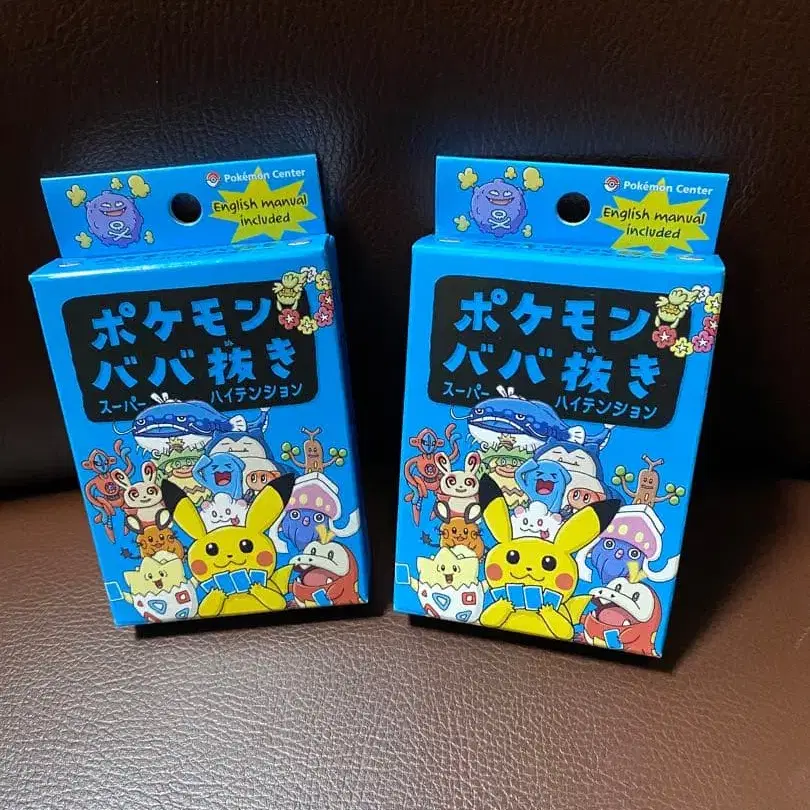 Pokémon Center
English manual
included
ポケモン
ババ抜き
スーパー ハイテンション
Pokémon Center
English manual
included
ポケモン
ババ抜き
スーパー ハイテンション